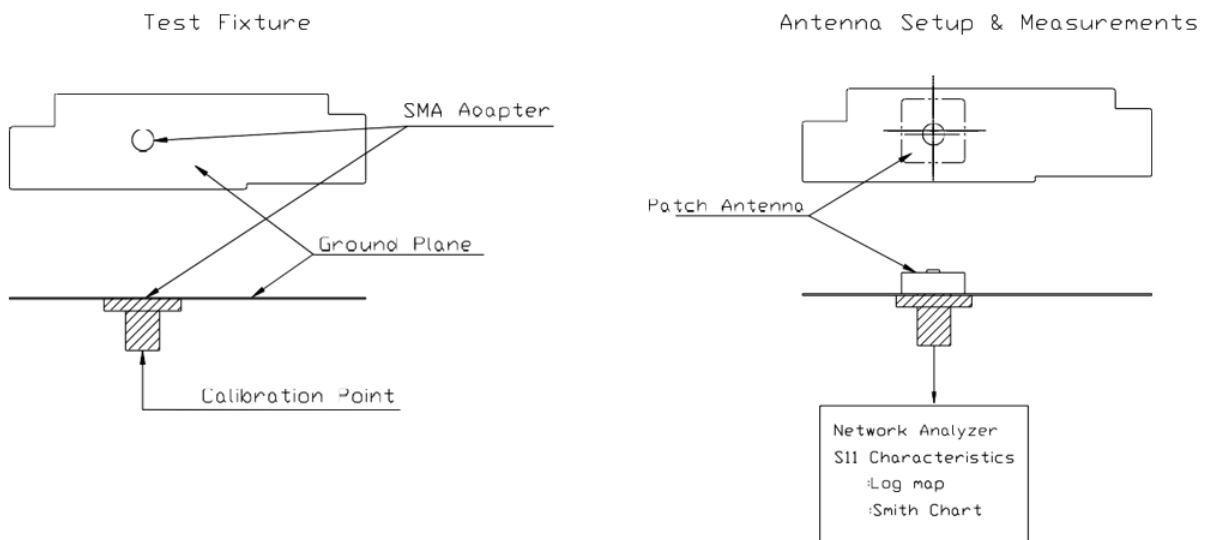 Test Fixture
Antenna Setup & Measurements
SMA Adapter
Patch Antenna
Ground Plane
Calibration Point
Network Analyzer
S11 Characteristics
:Log map
:Smith Chart